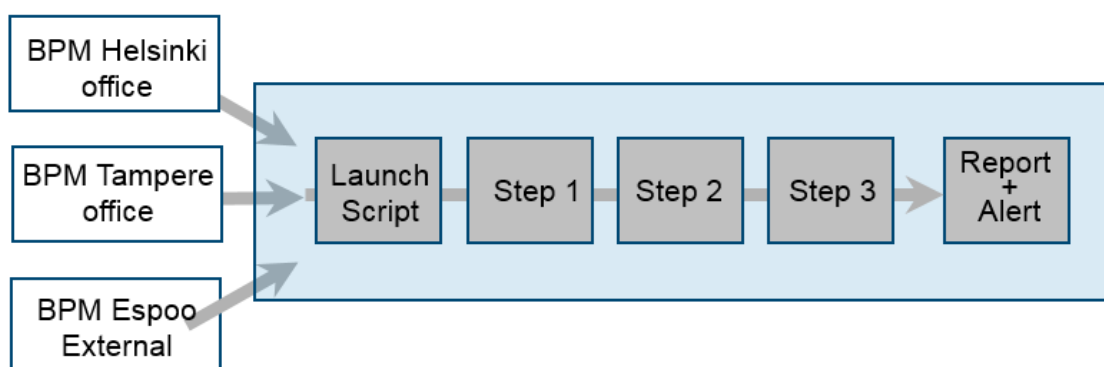 BPM Helsinki
office
BPM Tampere
office
BPM Espoo
External
Launch
Script
Step 1
Step 2
Step 3
Report
+
Alert